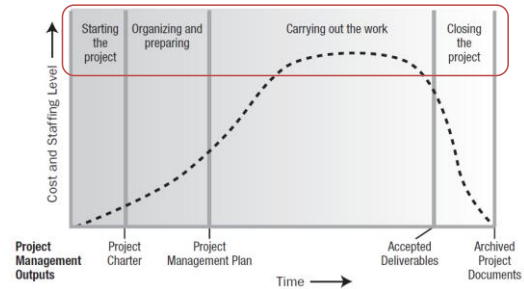 Starting
the
project
Organizing and
preparing
Carrying out the work
Closing
the
project
Cost and Staffing Level
Project
Management
Outputs
Project
Charter
Project
Management Plan
Accepted
Deliverables
Archived
Project
Documents
Time